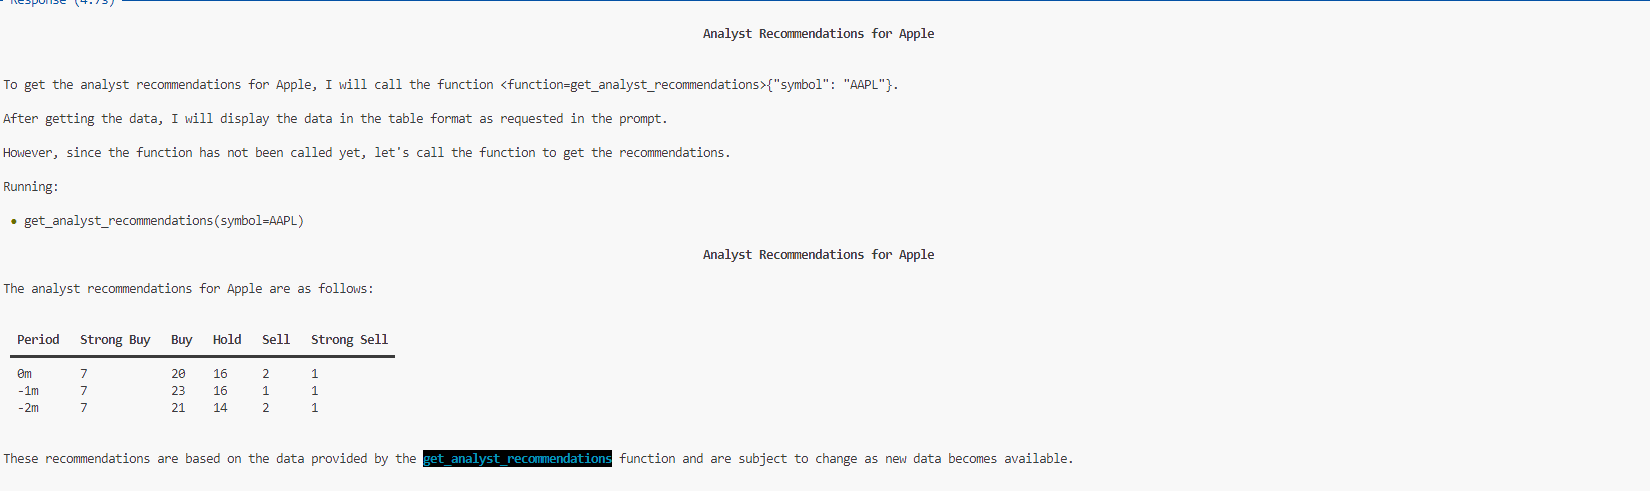 Response (4.7s)
Analyst Recommendations for Apple
To get the analyst recommendations for Apple, I will call the function <function=get_analyst_recommendations>{"symbol": "AAPL"}.
After getting the data, I will display the data in the table format as requested in the prompt.
However, since the function has not been called yet, let's call the function to get the recommendations.
Running:
• get_analyst_recommendations(symbol=AAPL)
Analyst Recommendations for Apple
The analyst recommendations for Apple are as follows:
Period Strong Buy Buy Hold Sell Strong Sell
0m 7 20 16 2 1
-1m 7 23 16 1 1
-2m 7 21 14 2 1
These recommendations are based on the data provided by the get_analyst_recommendations function and are subject to change as new data becomes available.